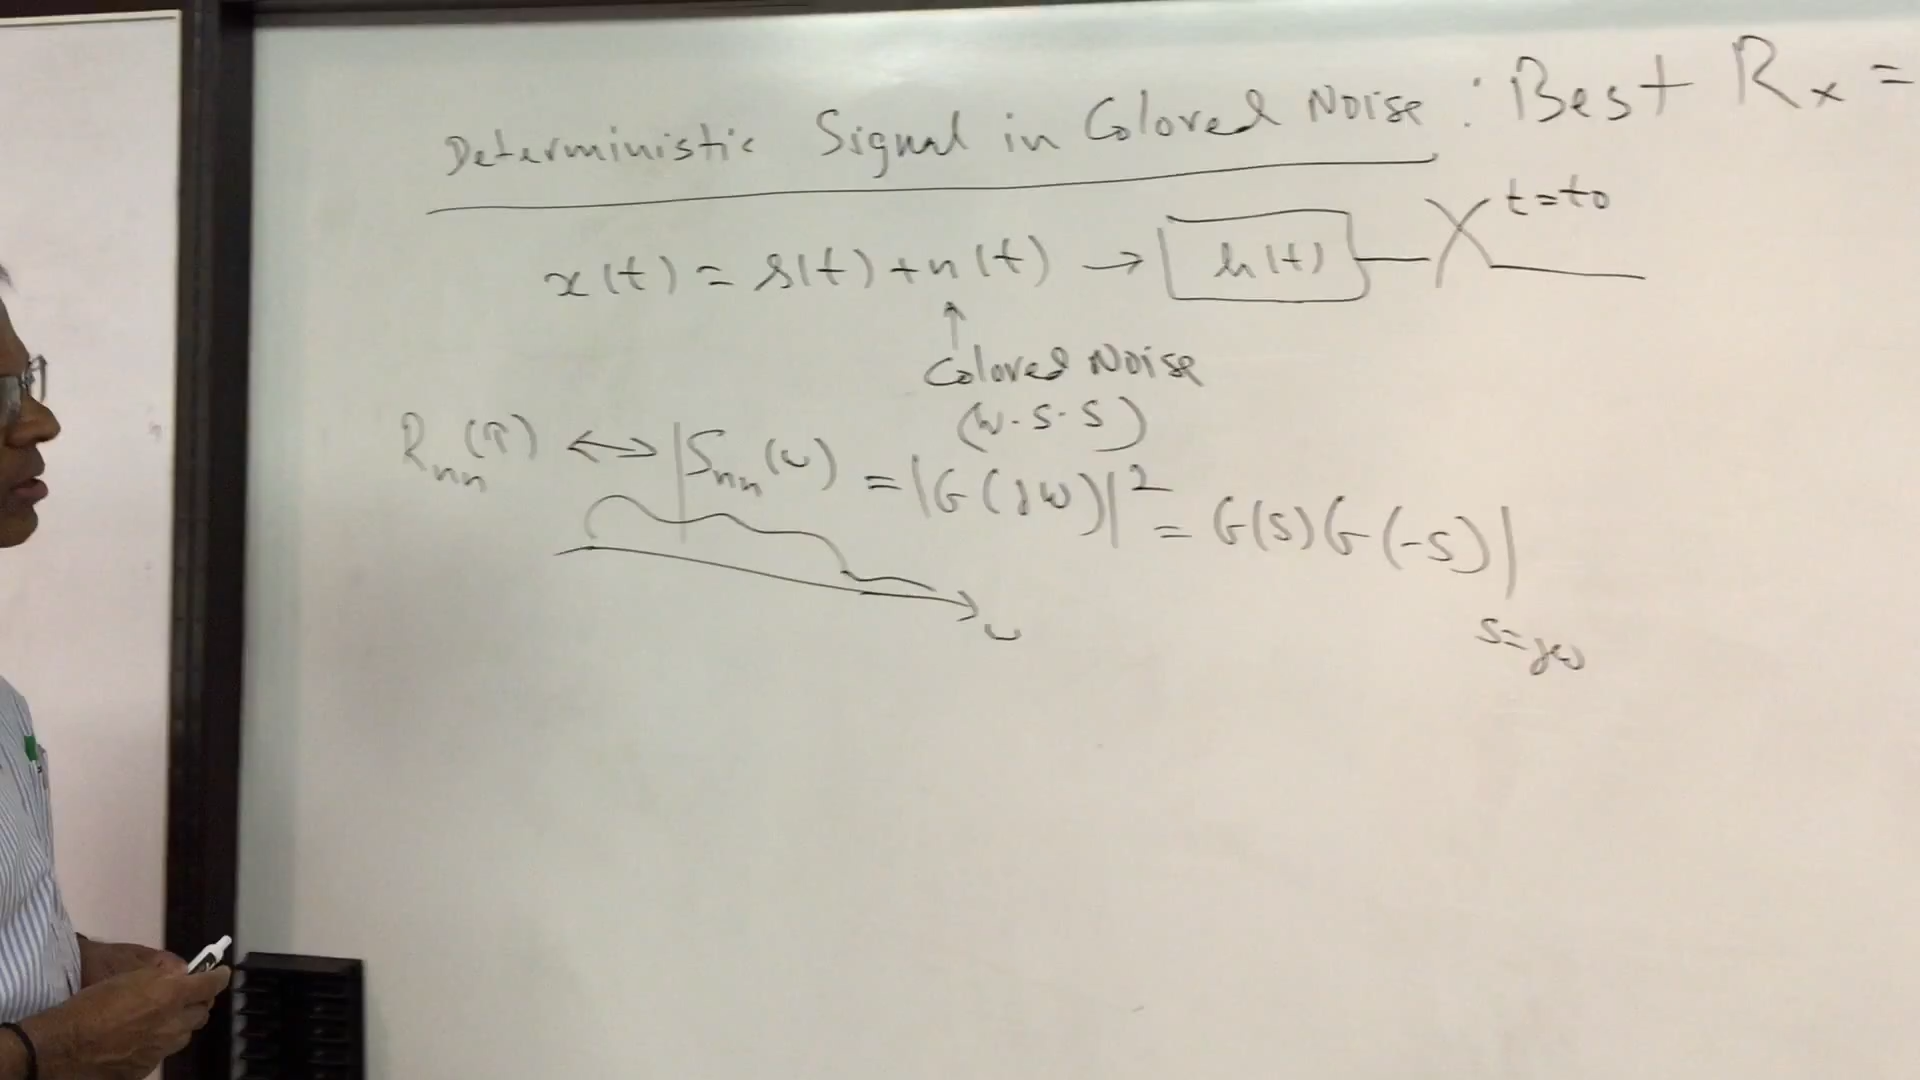 Deterministic Signal in Colored Noise : Best Rx =
x(t) = s(t) + n(t) → h(t) t=t0
↑
Colored Noise
(w.s.s)
Rnn(τ) ↔ Snn(ω) = |G(jω)|² = G(s)G(-s)|
s=jω
ω